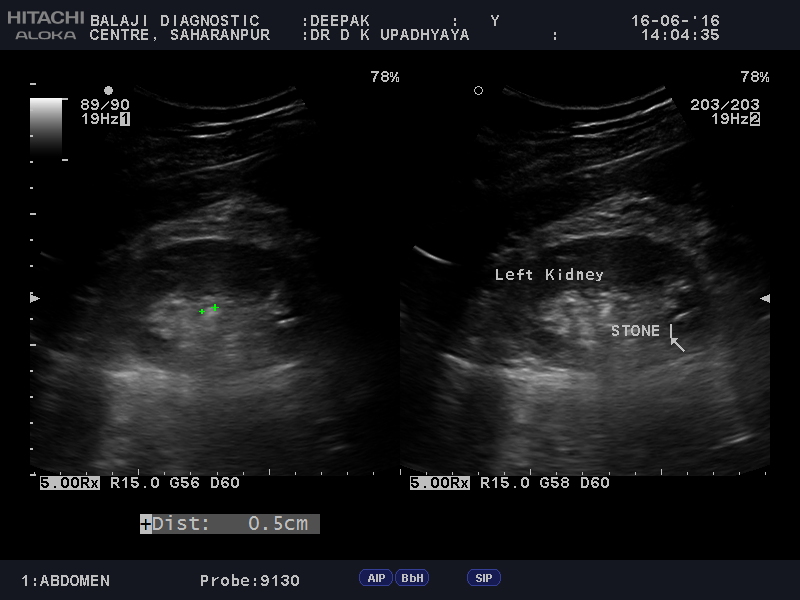 HITACHI BALAJI DIAGNOSTIC :DEEPAK : Y 16-06-'16
ALOKA CENTRE, SAHARANPUR :DR D K UPADHYAYA : 14:04:35
78% 78%
89/90 203/203
19Hz1 19Hz2
Left Kidney
STONE
5.00Rx R15.0 G56 D60 5.00Rx R15.0 G58 D60
+Dist: 0.5cm
1:ABDOMEN Probe:9130 AIP BbH SIP